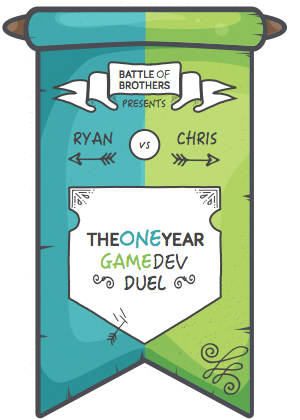 BATTLE OF
BROTHERS
PRESENTS
RYAN VS CHRIS
THEONEYEAR
GAMEDEV
DUEL